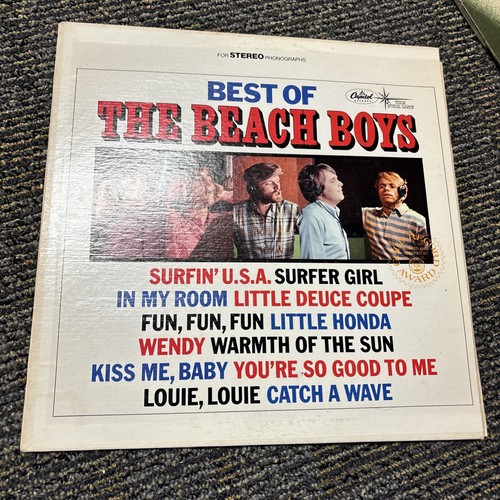 FOR STEREO PHONOGRAPHS
BEST OF
Capitol
RECORDS
THE BEACH BOYS
SURFIN' U.S.A. SURFER GIRL
IN MY ROOM LITTLE DEUCE COUPE
FUN, FUN, FUN LITTLE HONDA
WENDY WARMTH OF THE SUN
KISS ME, BABY YOU'RE SO GOOD TO ME
LOUIE, LOUIE CATCH A WAVE
AWARD